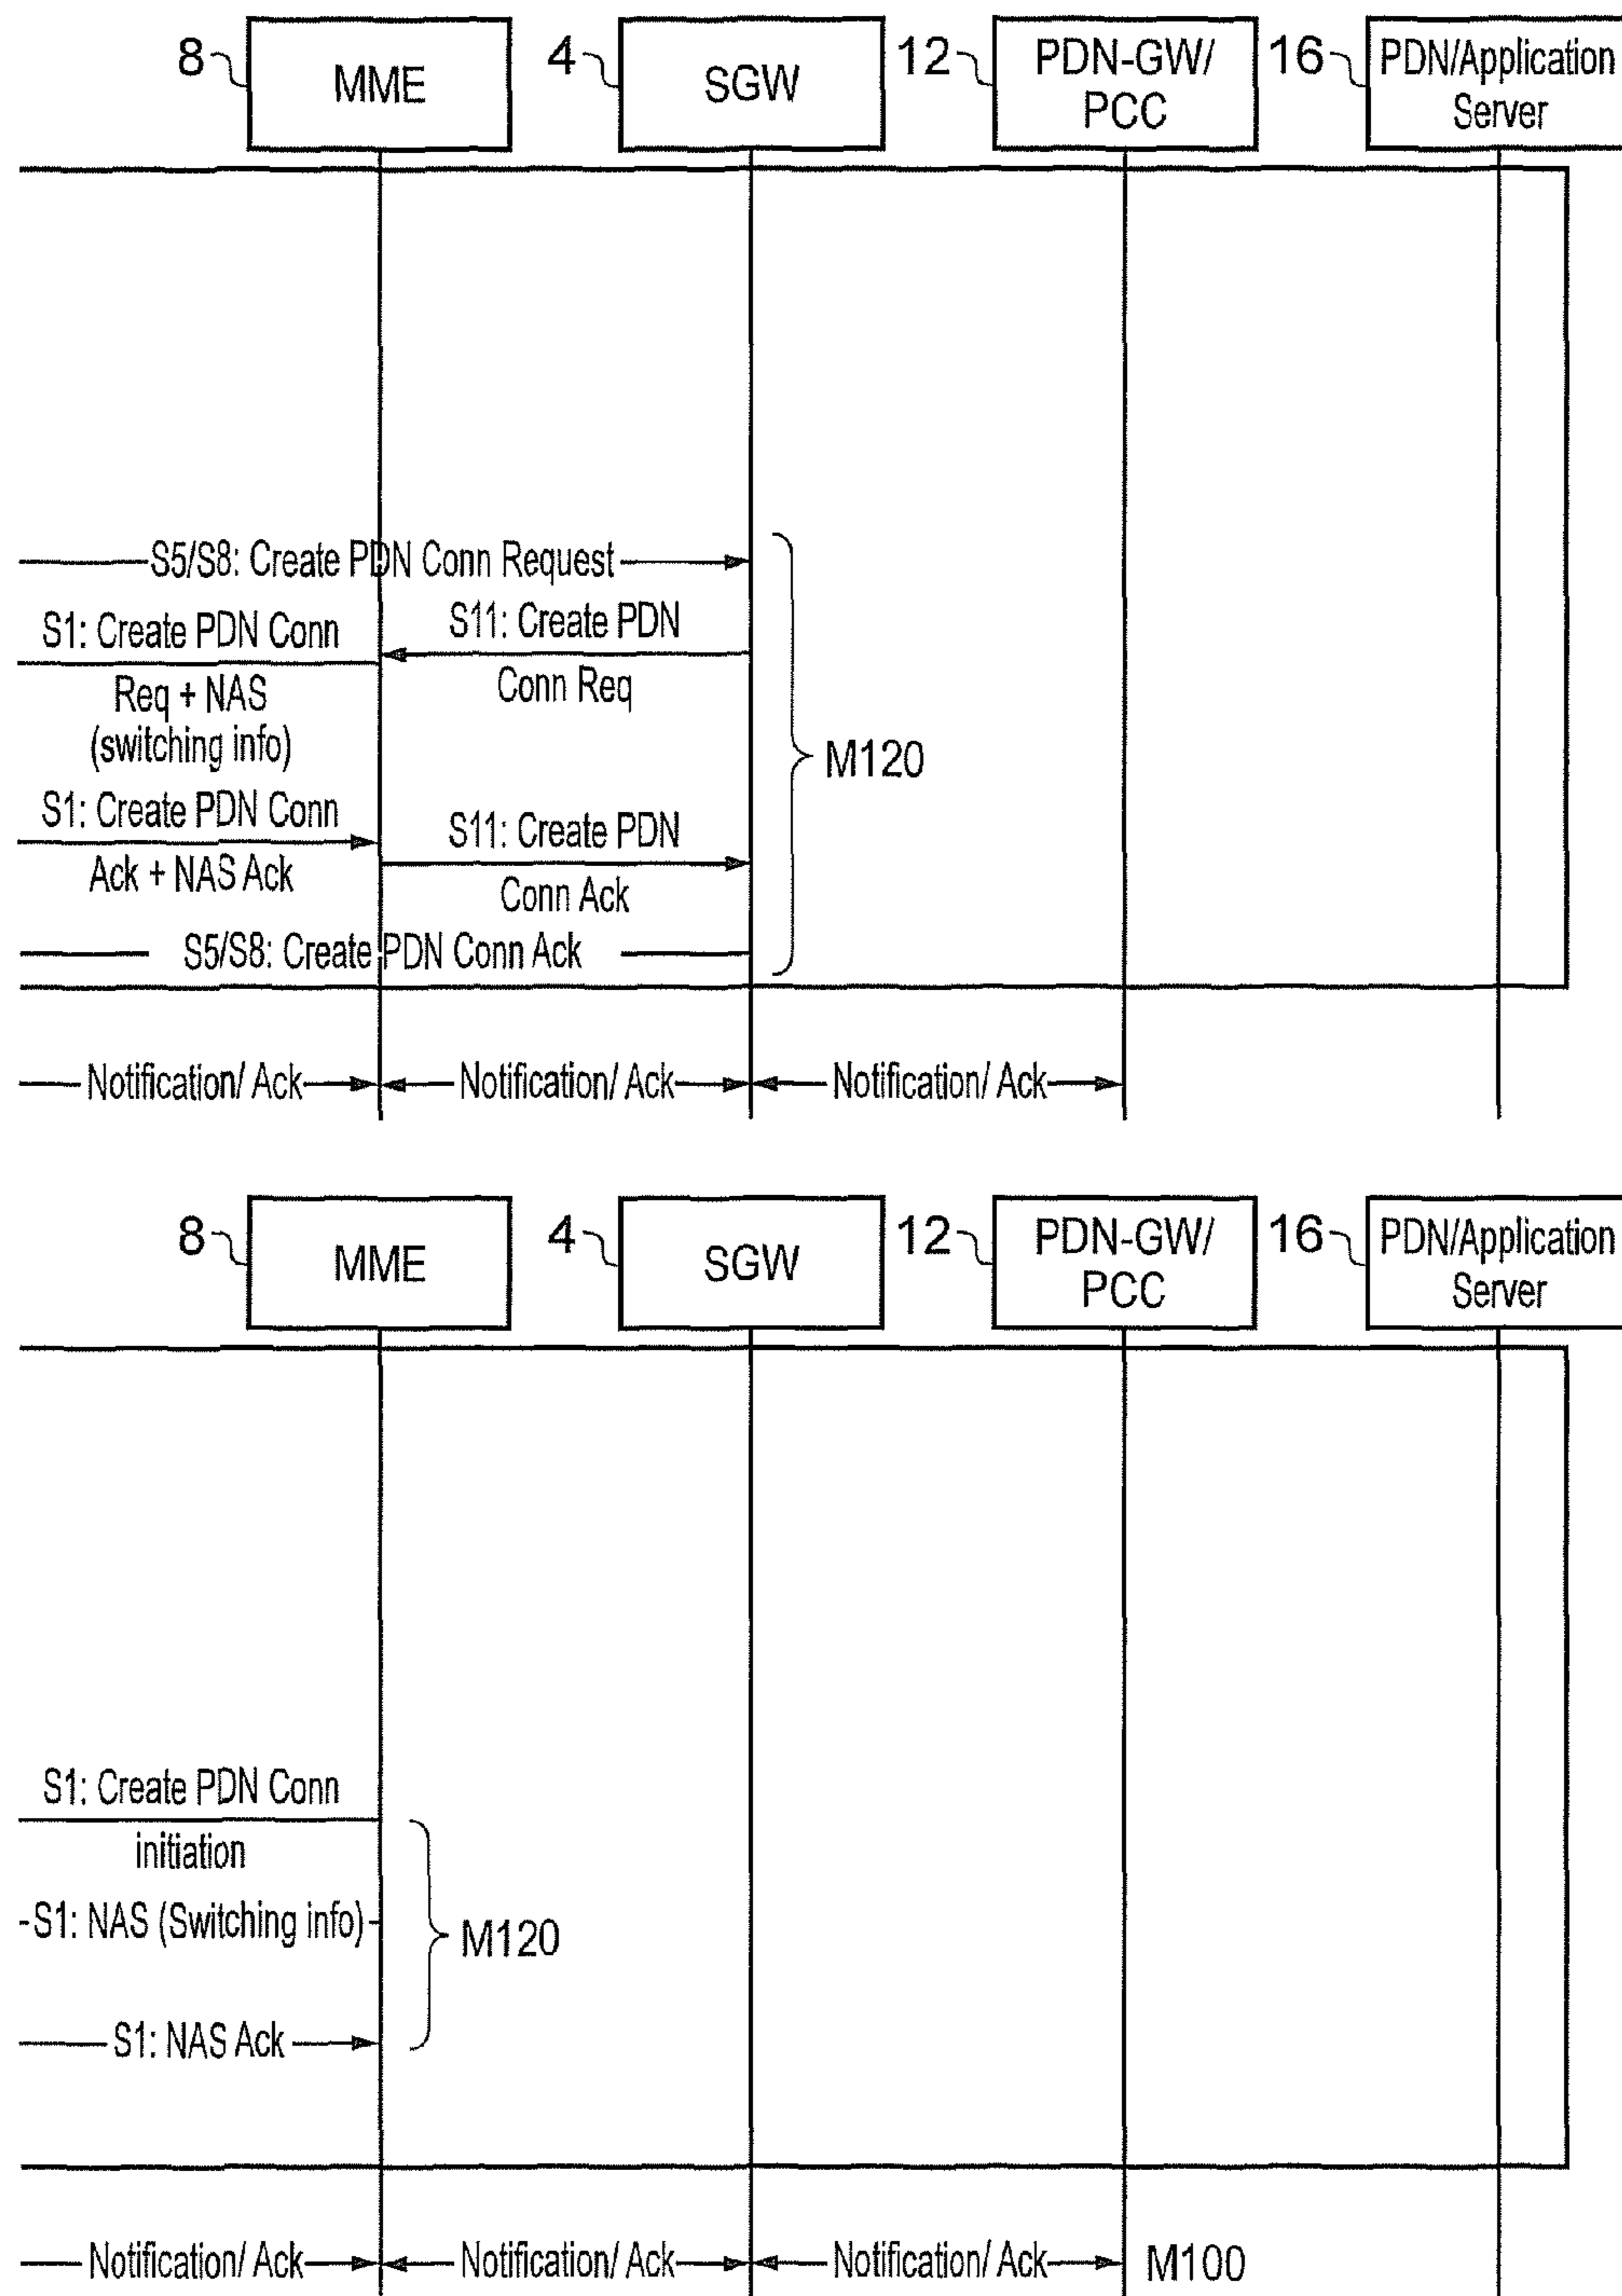 8
MME
4
SGW
12
PDN-GW/
PCC
16
PDN/Application
Server
S5/S8: Create PDN Conn Request
S1: Create PDN Conn
Req + NAS
(switching info)
S11: Create PDN
Conn Req
M120
S1: Create PDN Conn
Ack + NAS Ack
S11: Create PDN
Conn Ack
S5/S8: Create PDN Conn Ack
Notification/ Ack
Notification/ Ack
Notification/ Ack
8
MME
4
SGW
12
PDN-GW/
PCC
16
PDN/Application
Server
S1: Create PDN Conn
initiation
S1: NAS (Switching info)
M120
S1: NAS Ack
Notification/ Ack
Notification/ Ack
Notification/ Ack
M100